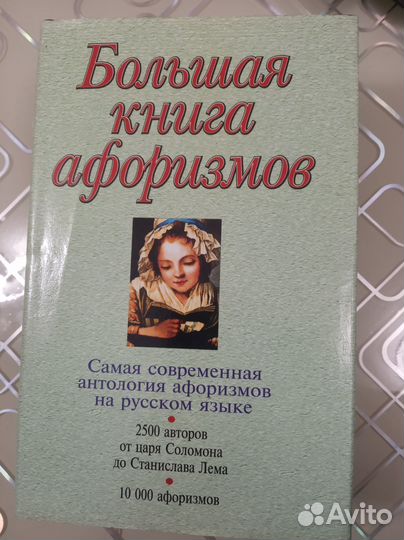 Большая
книга
афоризмов
Самая современная
антология афоризмов
на русском языке
•
2500 авторов
от царя Соломона
до Станислава Лема
•
10 000 афоризмов
Avito